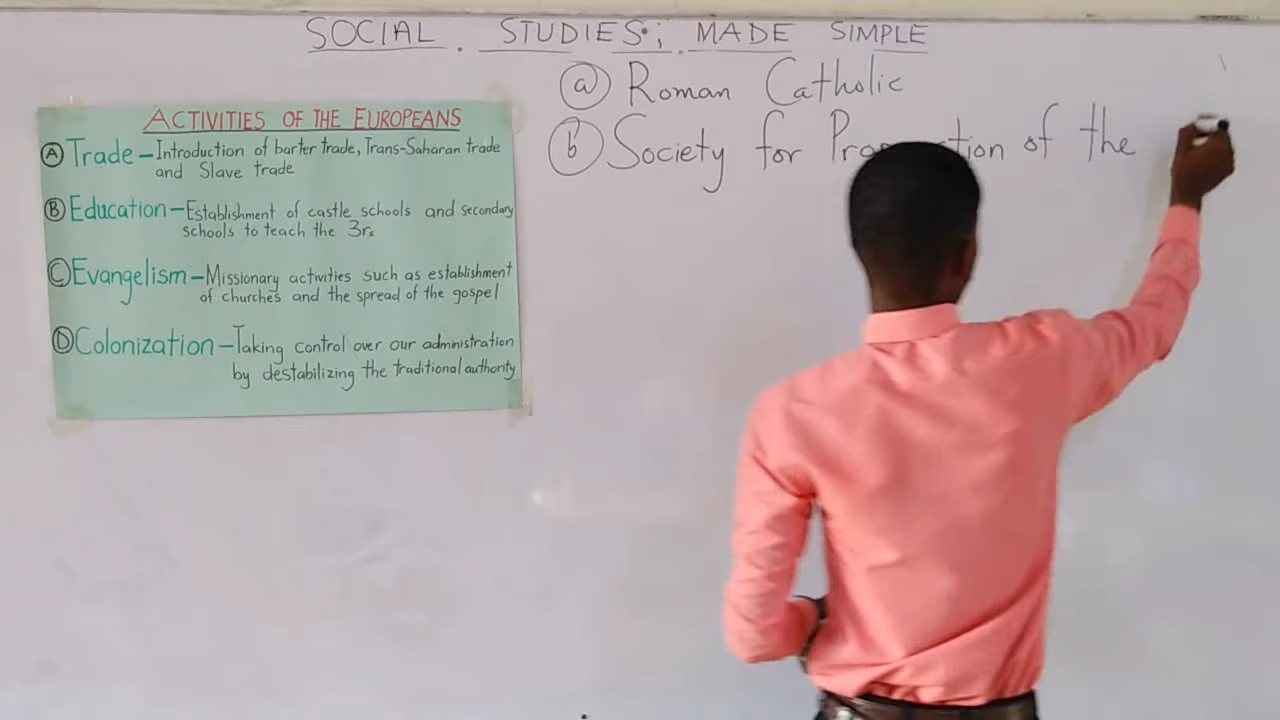 SOCIAL . STUDIES; MADE SIMPLE
ⓐ Roman Catholic
ⓑ Society for of the
ACTIVITIES OF THE EUROPEANS
Ⓐ Trade – Introduction of barter trade, Trans-Saharan trade
and Slave trade
Ⓑ Education – Establishment of castle schools and secondary
schools to teach the 3rs
Ⓒ Evangelism – Missionary activities such as establishment
of churches and the spread of the gospel
Ⓓ Colonization – Taking control over our administration
by destabilizing the traditional authority